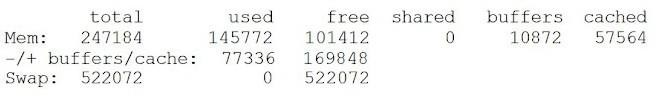 total used free shared buffers cached
Mem: 247184 145772 101412 0 10872 57564
-/+ buffers/cache: 77336 169848
Swap: 522072 0 522072